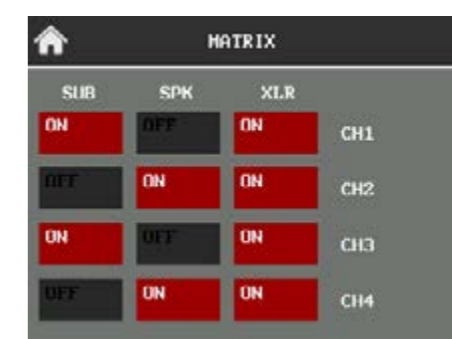 MATRIX
SUB SPK XLR
ON OFF ON CH1
OFF ON ON CH2
ON OFF ON CH3
OFF ON ON CH4